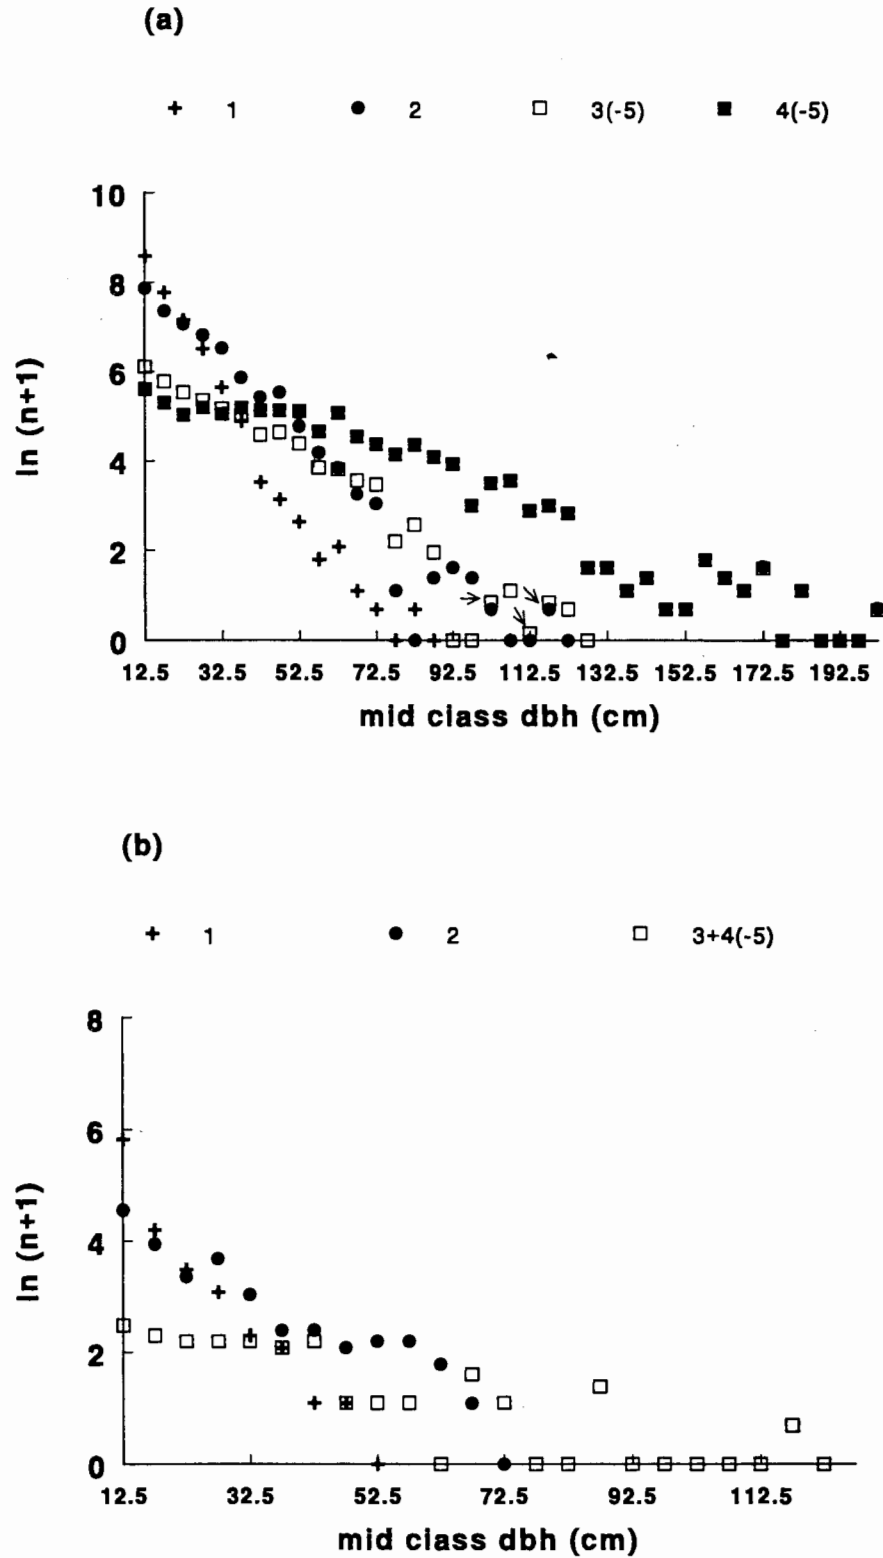 (a)
1 2 3(-5) 4(-5)
10
8
6
4
2
0
ln (n+1)
12.5 32.5 52.5 72.5 92.5 112.5 132.5 152.5 172.5 192.5
mid class dbh (cm)
(b)
1 2 3+4(-5)
8
6
4
2
0
ln (n+1)
12.5 32.5 52.5 72.5 92.5 112.5
mid class dbh (cm)